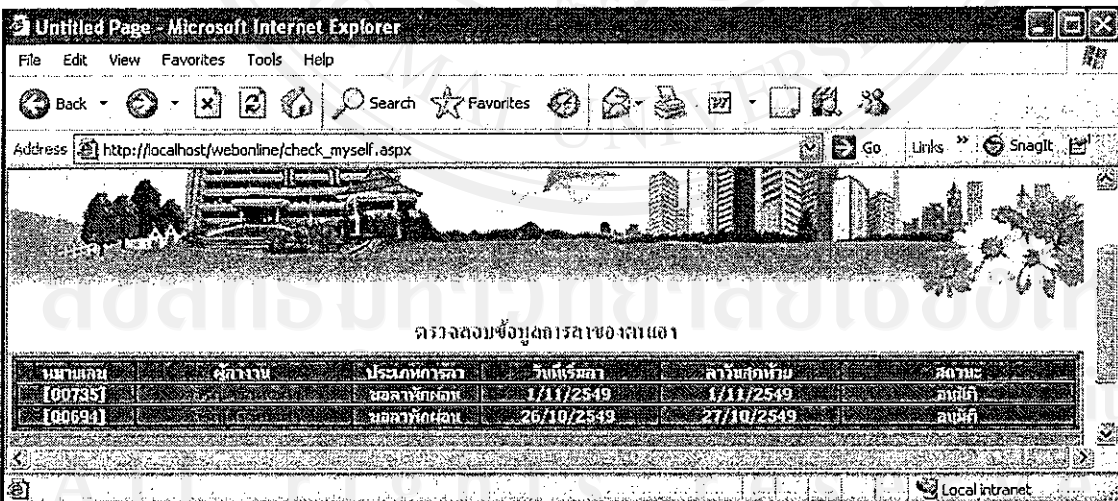 Untitled Page - Microsoft Internet Explorer
File Edit View Favorites Tools Help
Back Search Favorites
Address http://localhost/webonline/check_myself.aspx Go Links » SnagIt
ตรวจสอบข้อมูลการลาของตนเอง
หมายเลข ผู้ลางาน ประเภทการลา วันที่เริ่มลา ลาวันสุดท้าย สถานะ
[00735] ขอลาพักผ่อน 1/11/2549 1/11/2549 อนุมัติ
[00694] ขอลาพักผ่อน 26/10/2549 27/10/2549 อนุมัติ
Local intranet